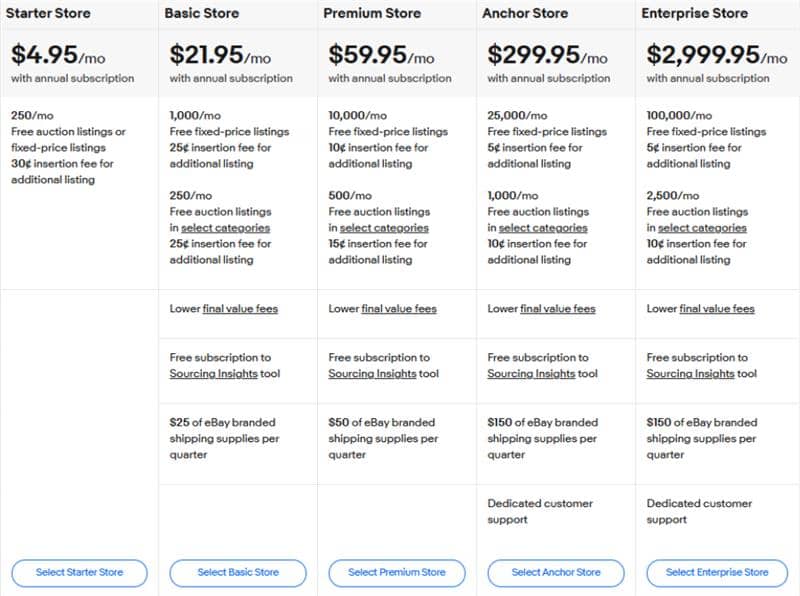 Starter Store
$4.95/mo
with annual subscription
250/mo
Free auction listings or
fixed-price listings
30¢ insertion fee for
additional listing
Select Starter Store
Basic Store
$21.95/mo
with annual subscription
1,000/mo
Free fixed-price listings
25¢ insertion fee for
additional listing
250/mo
Free auction listings
in select categories
25¢ insertion fee for
additional listing
Lower final value fees
Free subscription to
Sourcing Insights tool
$25 of eBay branded
shipping supplies per
quarter
Select Basic Store
Premium Store
$59.95/mo
with annual subscription
10,000/mo
Free fixed-price listings
10¢ insertion fee for
additional listing
500/mo
Free auction listings
in select categories
15¢ insertion fee for
additional listing
Lower final value fees
Free subscription to
Sourcing Insights tool
$50 of eBay branded
shipping supplies per
quarter
Select Premium Store
Anchor Store
$299.95/mo
with annual subscription
25,000/mo
Free fixed-price listings
5¢ insertion fee for
additional listing
1,000/mo
Free auction listings
in select categories
10¢ insertion fee for
additional listing
Lower final value fees
Free subscription to
Sourcing Insights tool
$150 of eBay branded
shipping supplies per
quarter
Dedicated customer
support
Select Anchor Store
Enterprise Store
$2,999.95/mo
with annual subscription
100,000/mo
Free fixed-price listings
5¢ insertion fee for
additional listing
2,500/mo
Free auction listings
in select categories
10¢ insertion fee for
additional listing
Lower final value fees
Free subscription to
Sourcing Insights tool
$150 of eBay branded
shipping supplies per
quarter
Dedicated customer
support
Select Enterprise Store